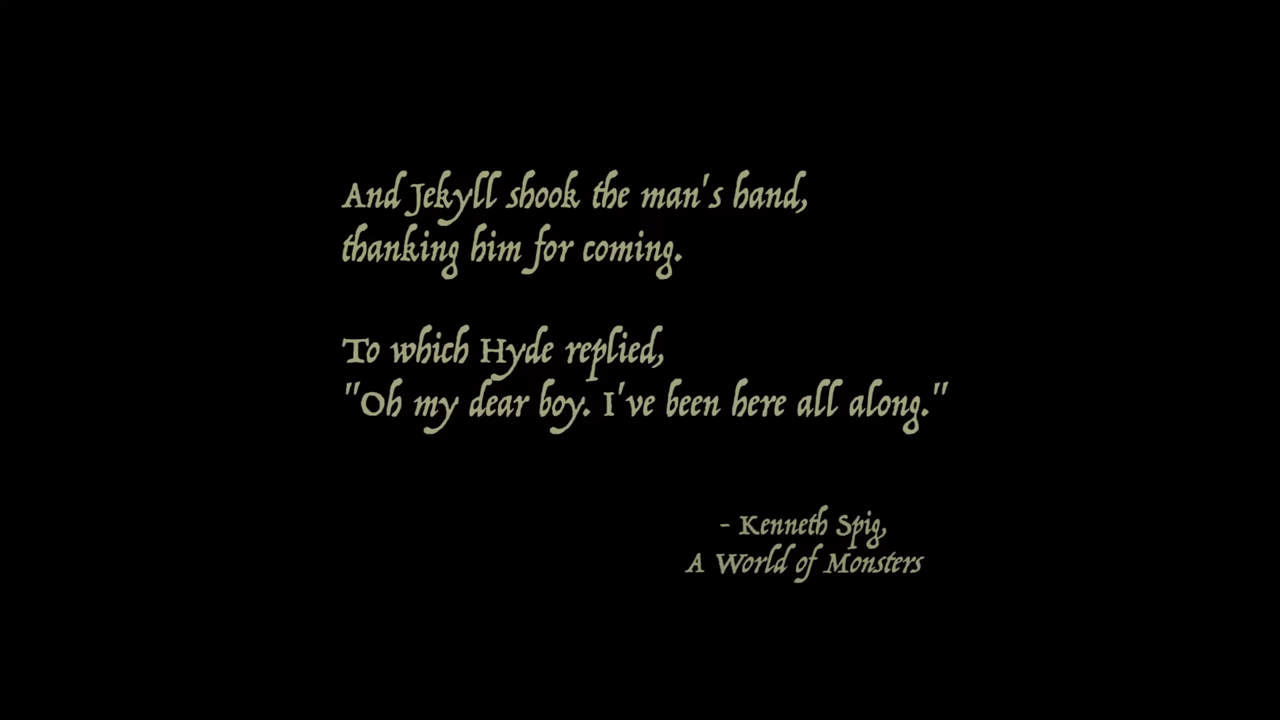 And Jekyll shook the man's hand,
thanking him for coming.
To which Hyde replied,
"Oh my dear boy. I've been here all along."
- Kenneth Spig,
A World of Monsters